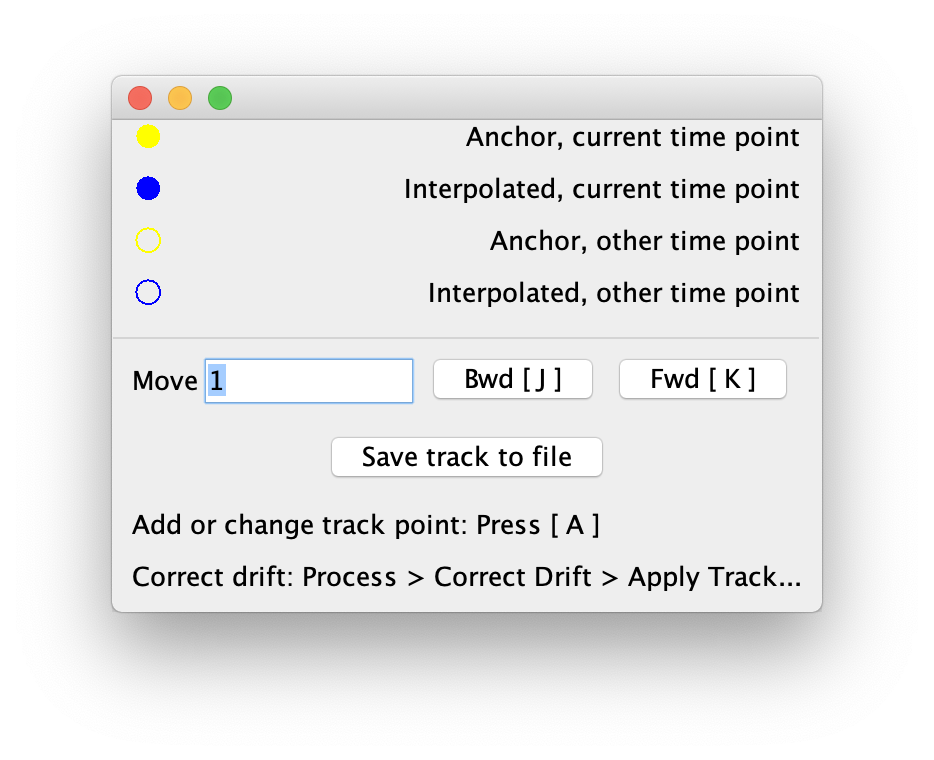 Anchor, current time point
Interpolated, current time point
Anchor, other time point
Interpolated, other time point
Move 1 Bwd [ J ] Fwd [ K ]
Save track to file
Add or change track point: Press [ A ]
Correct drift: Process > Correct Drift > Apply Track...